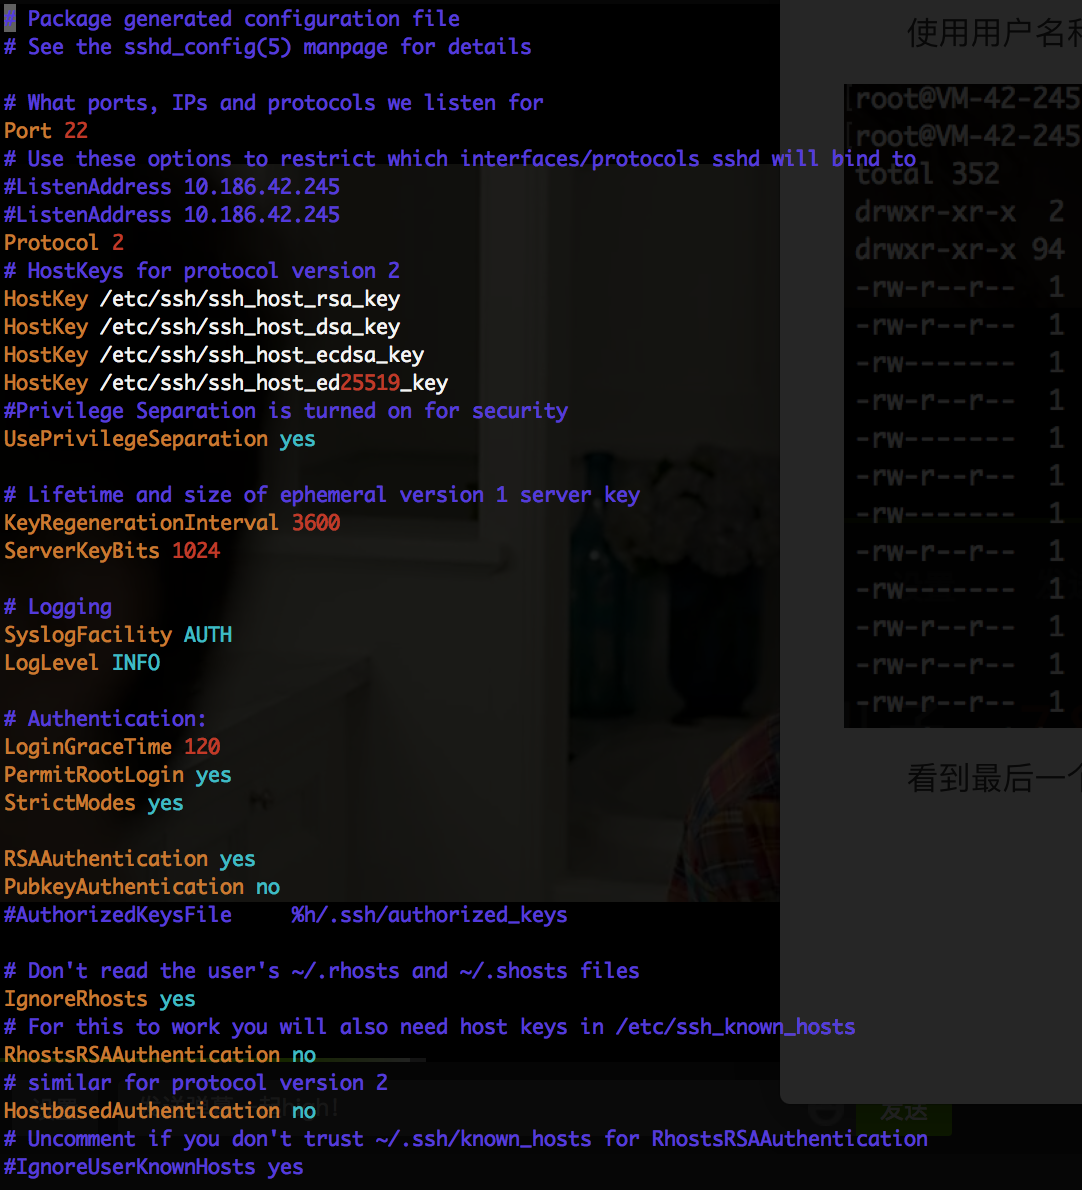 # Package generated configuration file
# See the sshd_config(5) manpage for details
# What ports, IPs and protocols we listen for
Port 22
# Use these options to restrict which interfaces/protocols sshd will bind to
#ListenAddress 10.186.42.245
#ListenAddress 10.186.42.245
Protocol 2
# HostKeys for protocol version 2
HostKey /etc/ssh/ssh_host_rsa_key
HostKey /etc/ssh/ssh_host_dsa_key
HostKey /etc/ssh/ssh_host_ecdsa_key
HostKey /etc/ssh/ssh_host_ed25519_key
#Privilege Separation is turned on for security
UsePrivilegeSeparation yes
# Lifetime and size of ephemeral version 1 server key
KeyRegenerationInterval 3600
ServerKeyBits 1024
# Logging
SyslogFacility AUTH
LogLevel INFO
# Authentication:
LoginGraceTime 120
PermitRootLogin yes
StrictModes yes
RSAAuthentication yes
PubkeyAuthentication no
#AuthorizedKeysFile     %h/.ssh/authorized_keys
# Don't read the user's ~/.rhosts and ~/.shosts files
IgnoreRhosts yes
# For this to work you will also need host keys in /etc/ssh_known_hosts
RhostsRSAAuthentication no
# similar for protocol version 2
HostbasedAuthentication no
# Uncomment if you don't trust ~/.ssh/known_hosts for RhostsRSAAuthentication
#IgnoreUserKnownHosts yes
使用用户名和
[root@VM-42-245
[root@VM-42-245
total 352
drwxr-xr-x  2
drwxr-xr-x 94
-rw-r--r--  1
-rw-r--r--  1
-rw-------  1
-rw-r--r--  1
-rw-------  1
-rw-r--r--  1
-rw-------  1
-rw-r--r--  1
-rw-------  1
-rw-r--r--  1
-rw-r--r--  1
-rw-r--r--  1
看到最后一个
发送